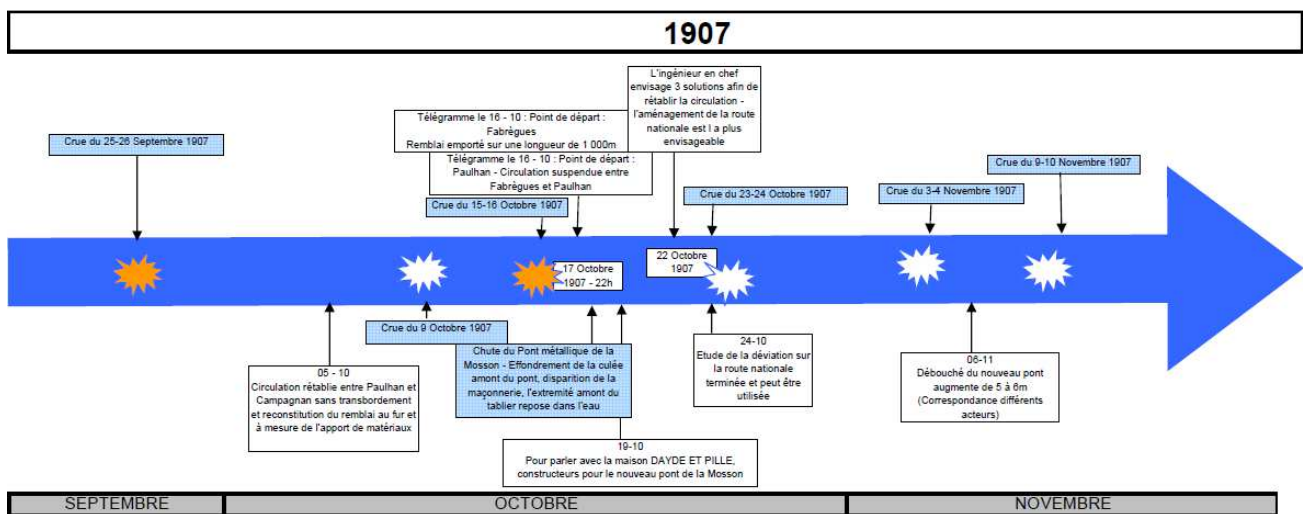 1907
L'ingénieur en chef
envisage 3 solutions afin de
rétablir la circulation -
l'aménagement de la route
nationale est l a plus
envisageable
Télégramme le 16 - 10 : Point de départ :
Fabrègues
Remblai emporté sur une longueur de 1 000m
Télégramme le 16 - 10 : Point de départ :
Paulhan - Circulation suspendue entre
Fabrègues et Paulhan
Crue du 25-26 Septembre 1907
Crue du 15-16 Octobre 1907
Crue du 23-24 Octobre 1907
Crue du 3-4 Novembre 1907
Crue du 9-10 Novembre 1907
17 Octobre
1907 - 22h
22 Octobre
1907
Crue du 9 Octobre 1907
05 - 10
Circulation rétablie entre Paulhan et
Campagnan sans transbordement
et reconstitution du remblai au fur et
à mesure de l'apport de matériaux
Chute du Pont métallique de la
Mosson - Effondrement de la culée
amont du pont, disparition de la
maçonnerie, l'extremité amont du
tablier repose dans l'eau
19-10
Pour parler avec la maison DAYDE ET PILLE,
constructeurs pour le nouveau pont de la Mosson
24-10
Etude de la déviation sur
la route nationale
terminée et peut être
utilisée
06-11
Débouché du nouveau pont
augmente de 5 à 6m
(Correspondance différents
acteurs)
SEPTEMBRE
OCTOBRE
NOVEMBRE